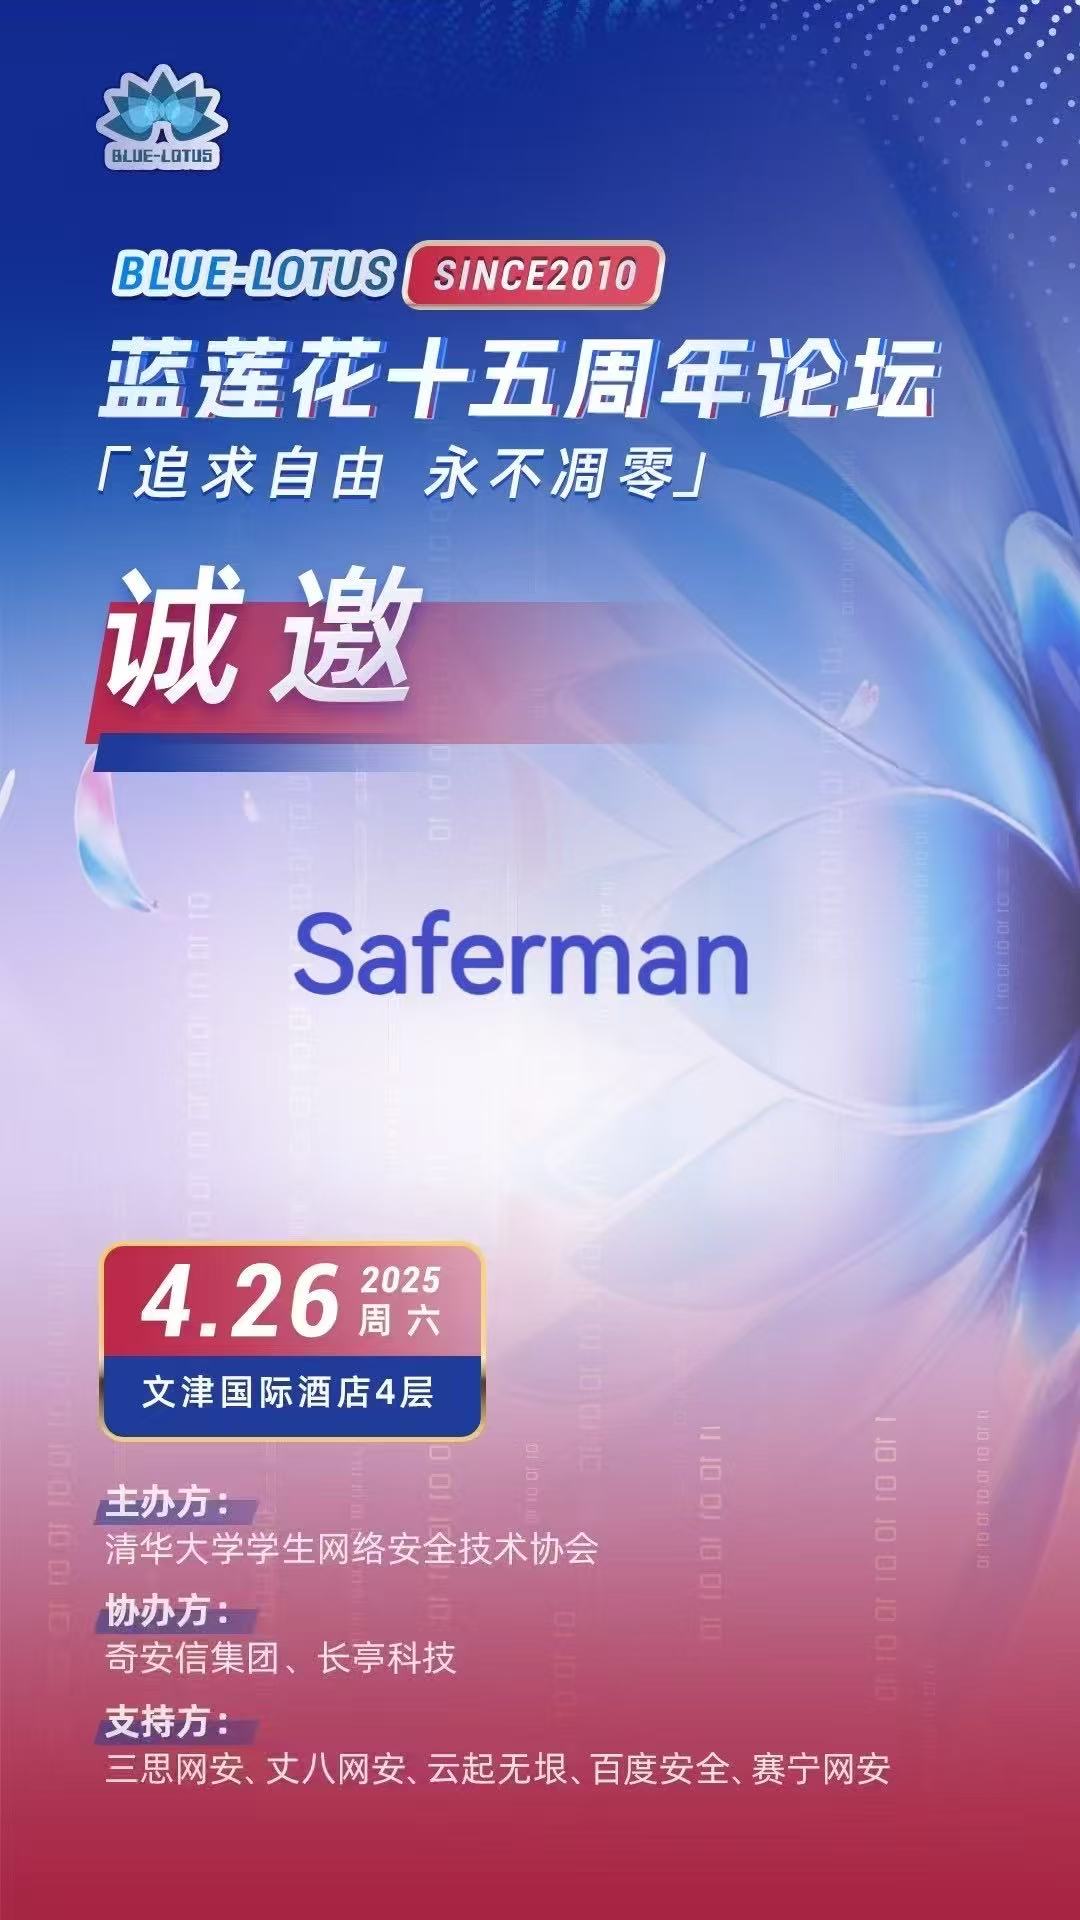 BLUE-LOTUS
BLUE-LOTUS SINCE2010
蓝莲花十五周年论坛
「追求自由 永不凋零」
诚邀
Saferman
4.26 2025
周六
文津国际酒店4层
主办方：
清华大学学生网络安全技术协会
协办方：
奇安信集团、长亭科技
支持方：
三思网安、丈八网安、云起无垠、百度安全、赛宁网安